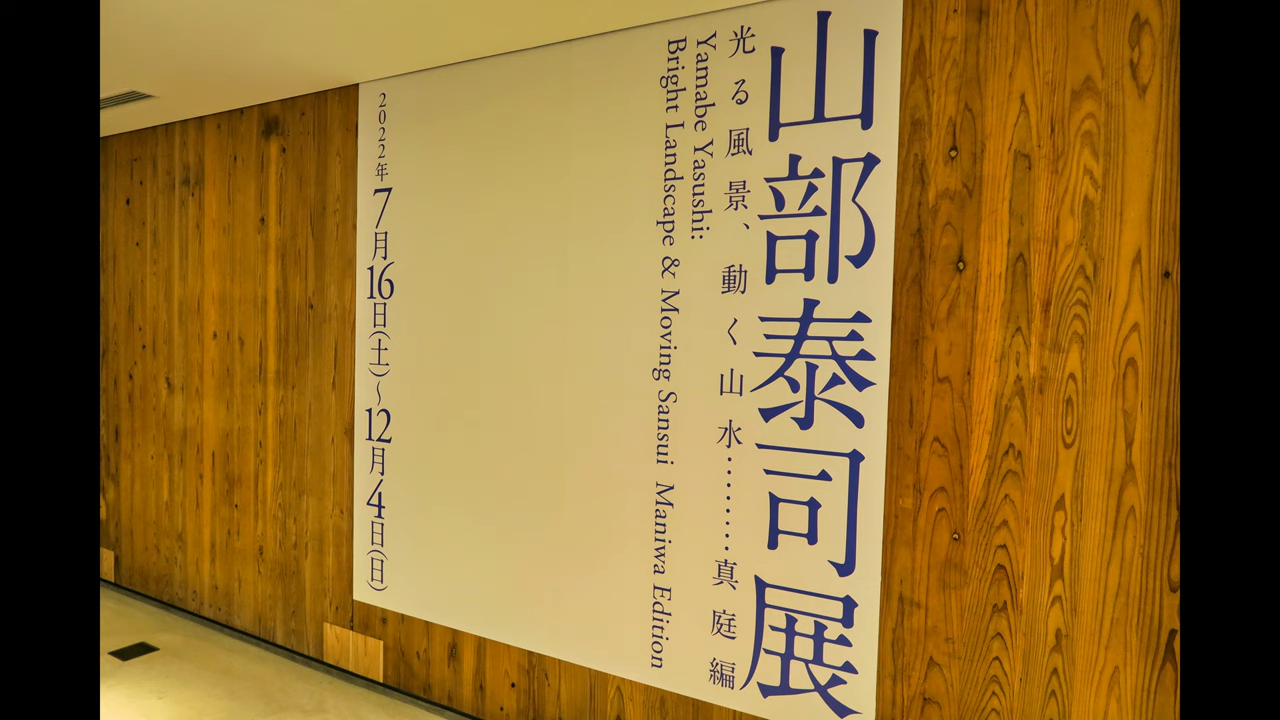 山部泰司展
光る風景、動く山水………真庭編
Yamabe Yasushi:
Bright Landscape & Moving Sansui Maniwa Edition
2022年7月16日(土)〜12月4日(日)